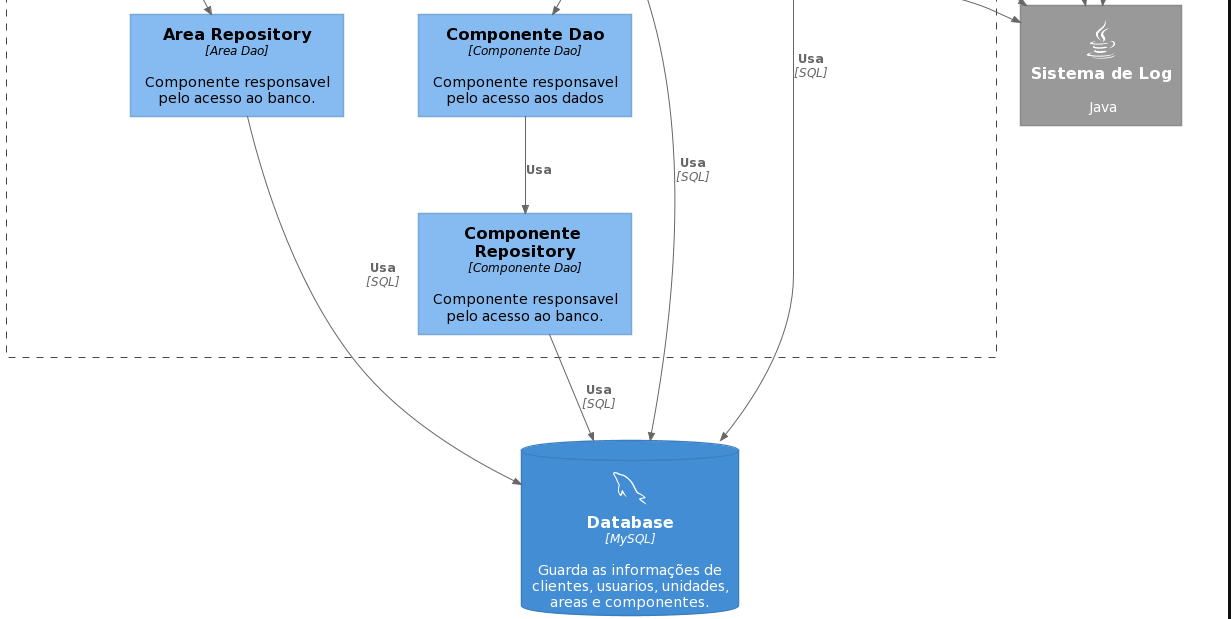 Area Repository
[Area Dao]
Componente responsavel
pelo acesso ao banco.
Componente Dao
[Componente Dao]
Componente responsavel
pelo acesso aos dados
Usa
[SQL]
Sistema de Log
Java
Usa
Usa
[SQL]
Componente
Repository
[Componente Dao]
Componente responsavel
pelo acesso ao banco.
Usa
[SQL]
Usa
[SQL]
Database
[MySQL]
Guarda as informações de
clientes, usuarios, unidades,
areas e componentes.